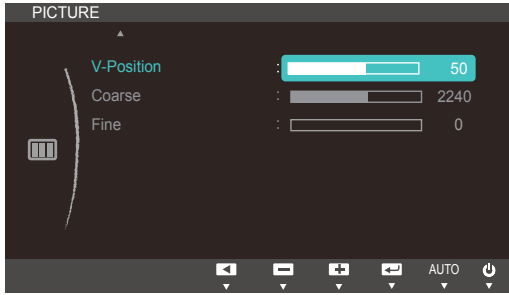 PICTURE
V-Position : 50
Coarse : 2240
Fine : 0
AUTO